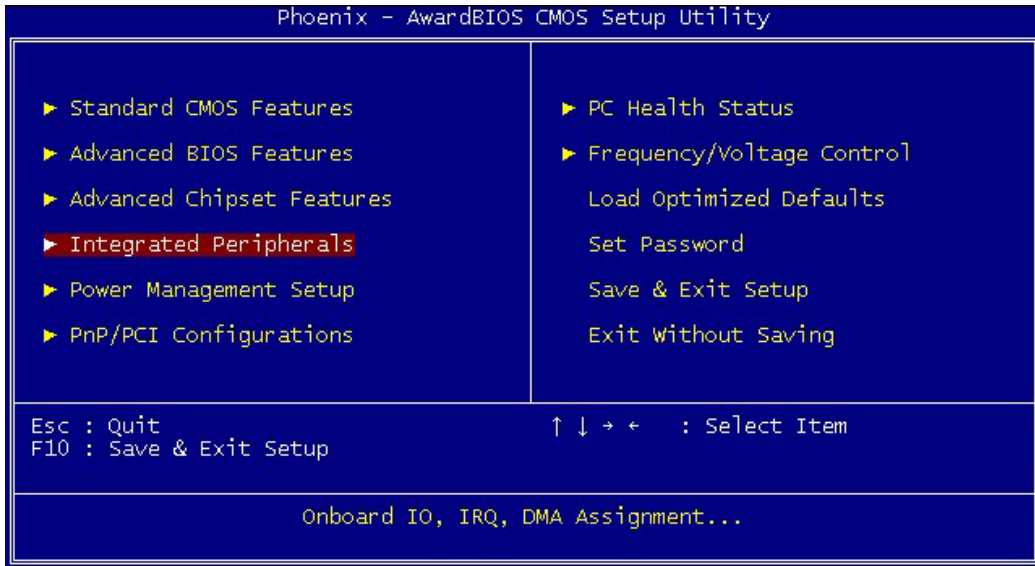 Phoenix - AwardBIOS CMOS Setup Utility
► Standard CMOS Features
► Advanced BIOS Features
► Advanced Chipset Features
► Integrated Peripherals
► Power Management Setup
► PnP/PCI Configurations
► PC Health Status
► Frequency/Voltage Control
Load Optimized Defaults
Set Password
Save & Exit Setup
Exit Without Saving
Esc : Quit
F10 : Save & Exit Setup
↑ ↓ → ← : Select Item
Onboard IO, IRQ, DMA Assignment...